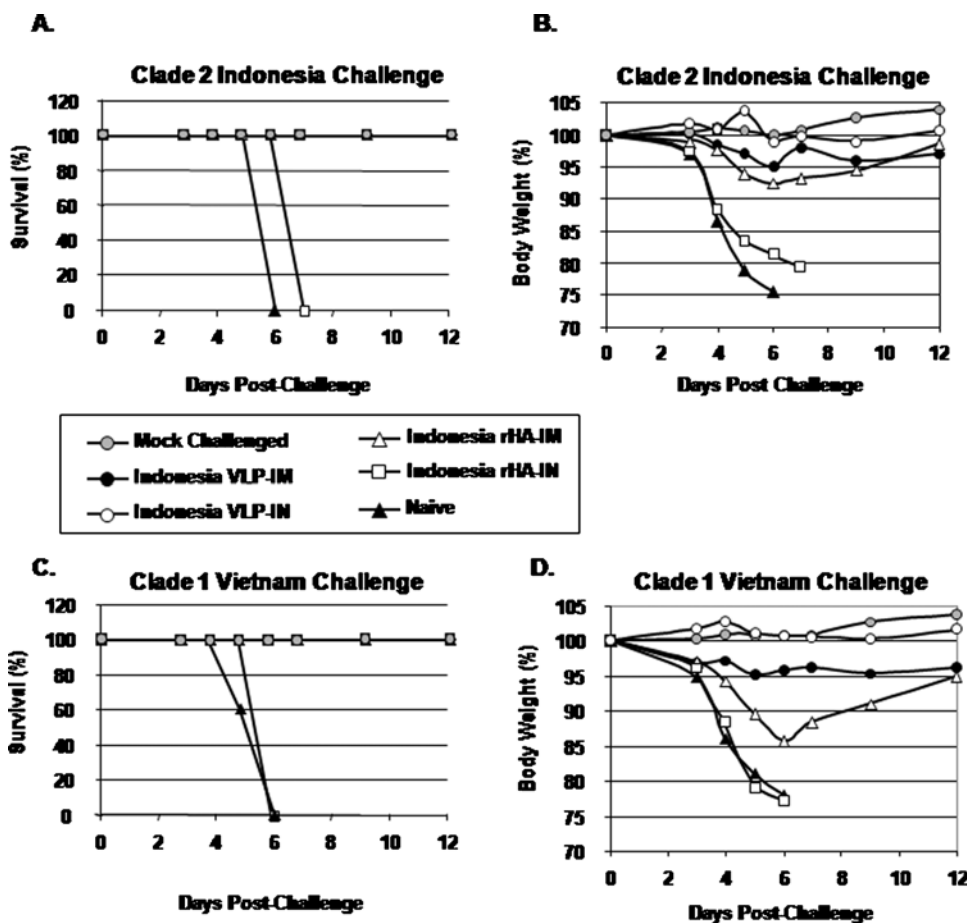 A.
Clade 2 Indonesia Challenge
120
100
80
60
40
20
0
Survival (%)
0 2 4 6 8 10 12
Days Post-Challenge
B.
Clade 2 Indonesia Challenge
105
100
95
90
85
80
75
70
Body Weight (%)
0 2 4 6 8 10 12
Days Post Challenge
Mock Challenged
Indonesia VLP-IM
Indonesia VLP-IN
Indonesia rHA-IM
Indonesia rHA-IN
Naive
C.
Clade 1 Vietnam Challenge
120
100
80
60
40
20
0
Survival (%)
0 2 4 6 8 10 12
Days Post-Challenge
D.
Clade 1 Vietnam Challenge
105
100
95
90
85
80
75
70
Body Weight (%)
0 2 4 6 8 10 12
Days Post-Challenge